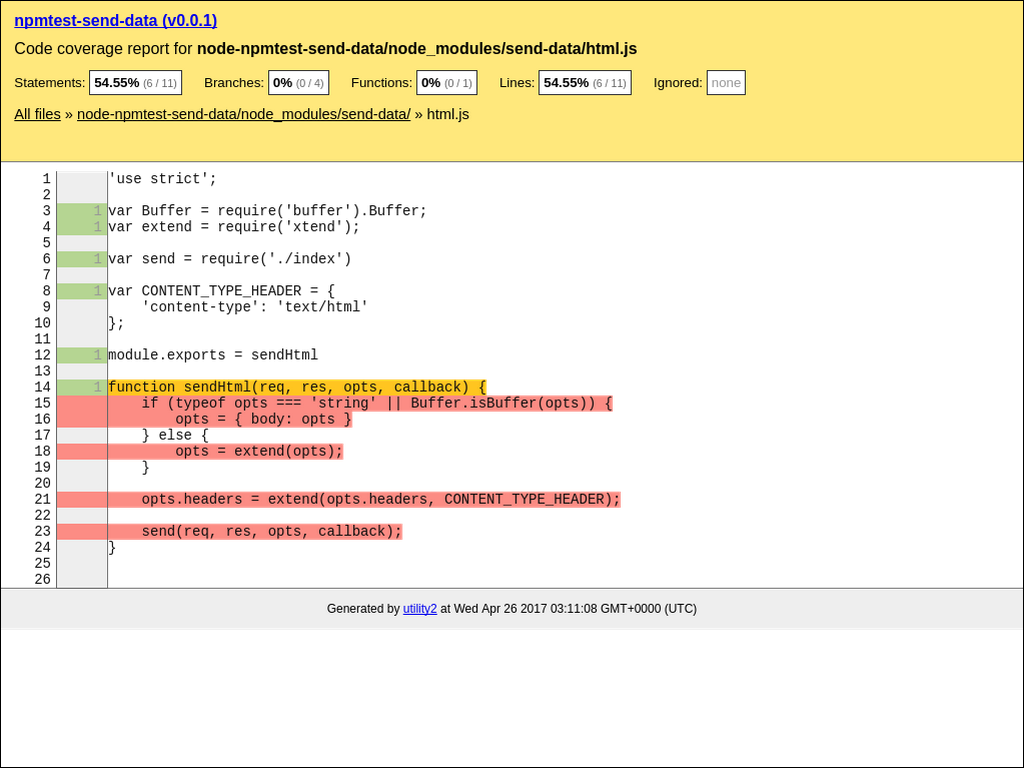 npmtest-send-data (v0.0.1)
Code coverage report for node-npmtest-send-data/node_modules/send-data/html.js
Statements: 54.55% (6 / 11) Branches: 0% (0 / 4) Functions: 0% (0 / 1) Lines: 54.55% (6 / 11) Ignored: none
All files » node-npmtest-send-data/node_modules/send-data/ » html.js
1 'use strict';
2
3 1 var Buffer = require('buffer').Buffer;
4 1 var extend = require('xtend');
5
6 1 var send = require('./index')
7
8 1 var CONTENT_TYPE_HEADER = {
9     'content-type': 'text/html'
10 };
11
12 1 module.exports = sendHtml
13
14 1 function sendHtml(req, res, opts, callback) {
15     if (typeof opts === 'string' || Buffer.isBuffer(opts)) {
16         opts = { body: opts }
17     } else {
18         opts = extend(opts);
19     }
20
21     opts.headers = extend(opts.headers, CONTENT_TYPE_HEADER);
22
23     send(req, res, opts, callback);
24 }
25
26
Generated by utility2 at Wed Apr 26 2017 03:11:08 GMT+0000 (UTC)